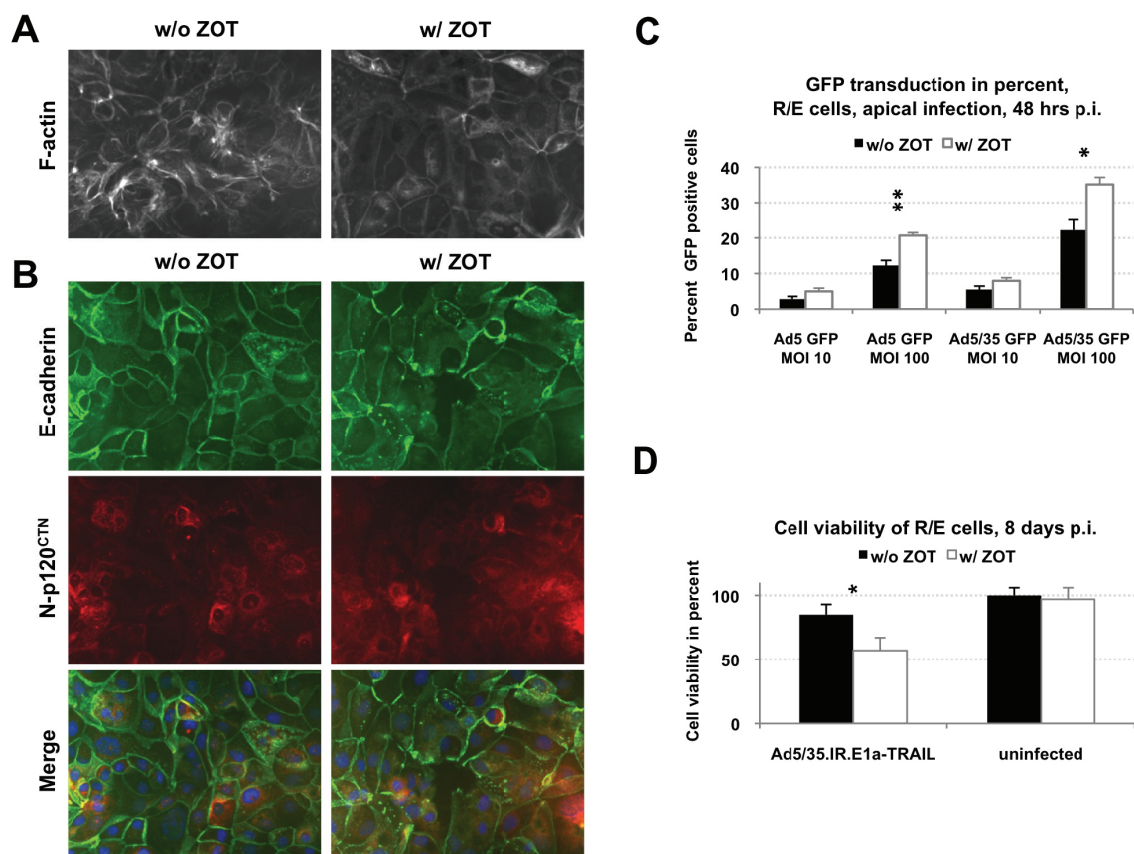 A
w/o ZOT
w/ ZOT
F-actin
B
w/o ZOT
w/ ZOT
E-cadherin
N-p120CTN
Merge
C
GFP transduction in percent,
R/E cells, apical infection, 48 hrs p.i.
w/o ZOT
w/ ZOT
Percent GFP positive cells
40
30
20
10
0
**
*
Ad5 GFP
MOI 10
Ad5 GFP
MOI 100
Ad5/35 GFP
MOI 10
Ad5/35 GFP
MOI 100
D
Cell viability of R/E cells, 8 days p.i.
w/o ZOT
w/ ZOT
Cell viability in percent
100
50
0
*
Ad5/35.IR.E1a-TRAIL
uninfected